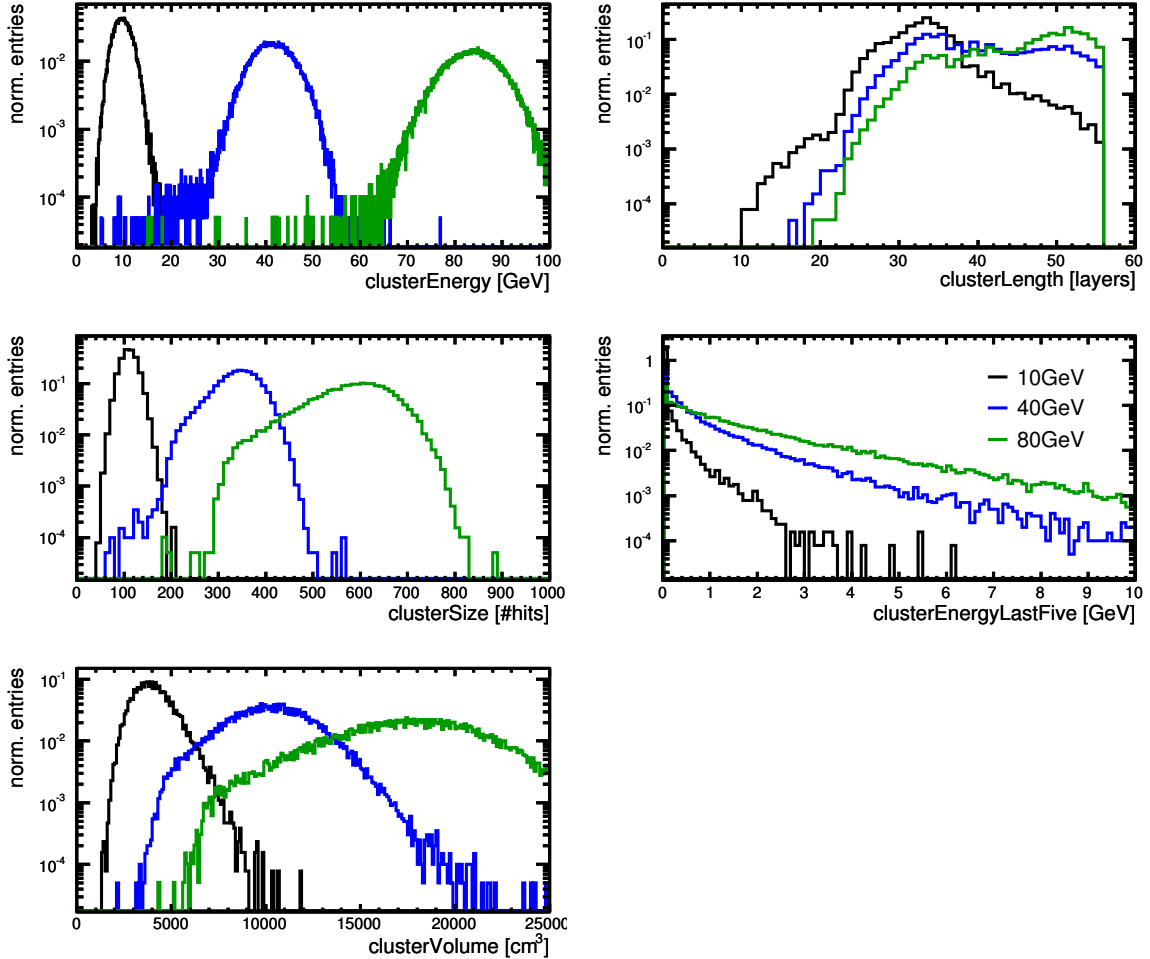 norm. entries
10⁻²
10⁻³
10⁻⁴
0 10 20 30 40 50 60 70 80 90 100
clusterEnergy [GeV]
norm. entries
10⁻¹
10⁻²
10⁻³
10⁻⁴
0 10 20 30 40 50 60
clusterLength [layers]
norm. entries
10⁻¹
10⁻²
10⁻³
10⁻⁴
0 100 200 300 400 500 600 700 800 900 1000
clusterSize [#hits]
norm. entries
1
10⁻¹
10⁻²
10⁻³
10⁻⁴
10GeV
40GeV
80GeV
0 1 2 3 4 5 6 7 8 9 10
clusterEnergyLastFive [GeV]
norm. entries
10⁻¹
10⁻²
10⁻³
10⁻⁴
0 5000 10000 15000 20000 25000
clusterVolume [cm³]